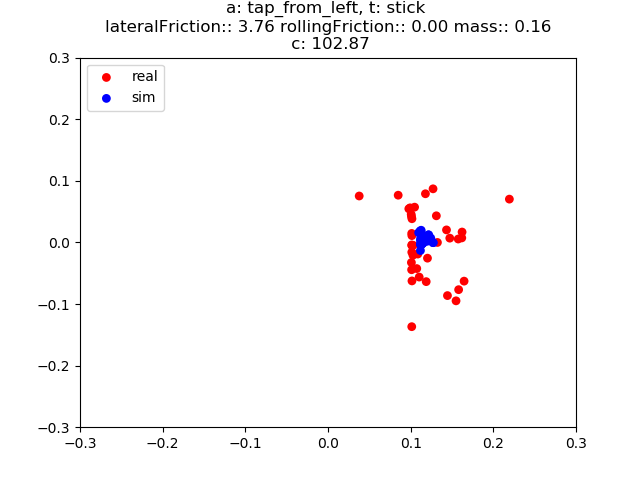 a: tap_from_left, t: stick
lateralFriction:: 3.76 rollingFriction:: 0.00 mass:: 0.16
c: 102.87
real
sim
0.3
0.2
0.1
0.0
−0.1
−0.2
−0.3
−0.3
−0.2
−0.1
0.0
0.1
0.2
0.3